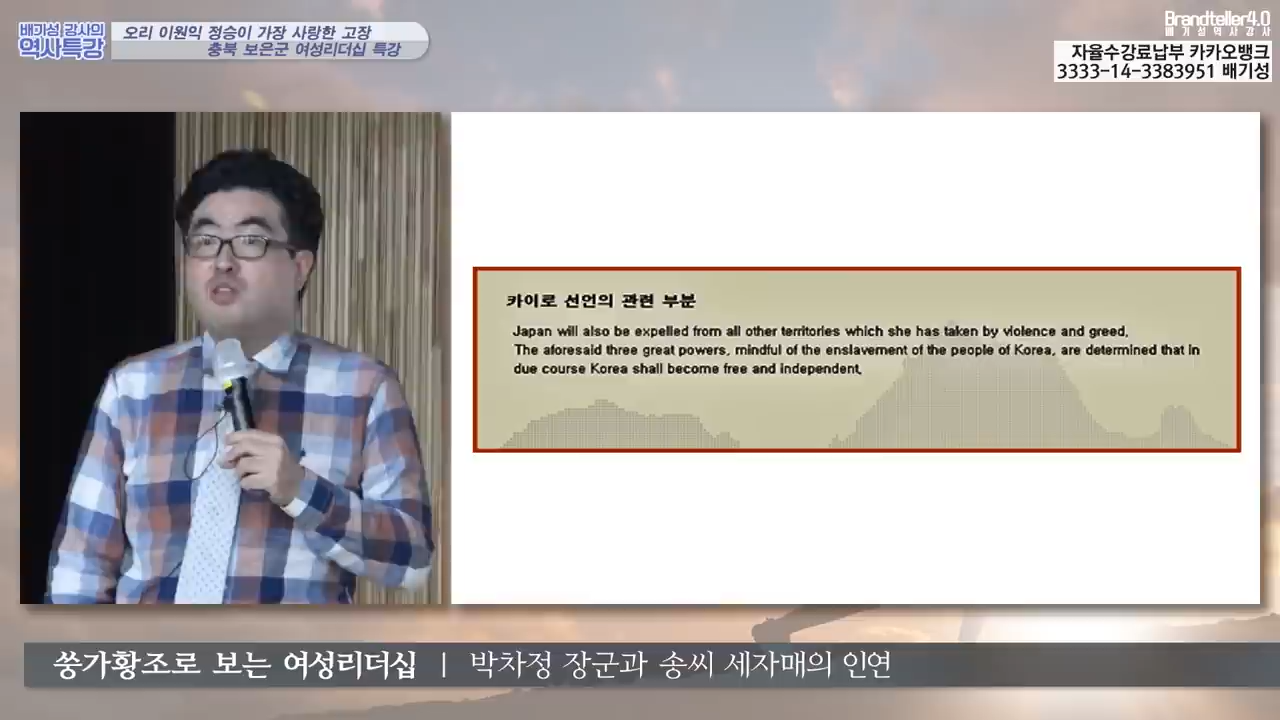 배기성 강사의
역사특강
오리 이원익 정승이 가장 사랑한 고장
충북 보은군 여성리더십 특강
Brandteller4.0
배기성역사강사
자율수강료납부 카카오뱅크
3333-14-3383951 배기성
카이로 선언의 관련 부분
Japan will also be expelled from all other territories which she has taken by violence and greed.
The aforesaid three great powers, mindful of the enslavement of the people of Korea, are determined that in
due course Korea shall become free and independent.
쑹가황조로 보는 여성리더십 | 박차정 장군과 송씨 세자매의 인연